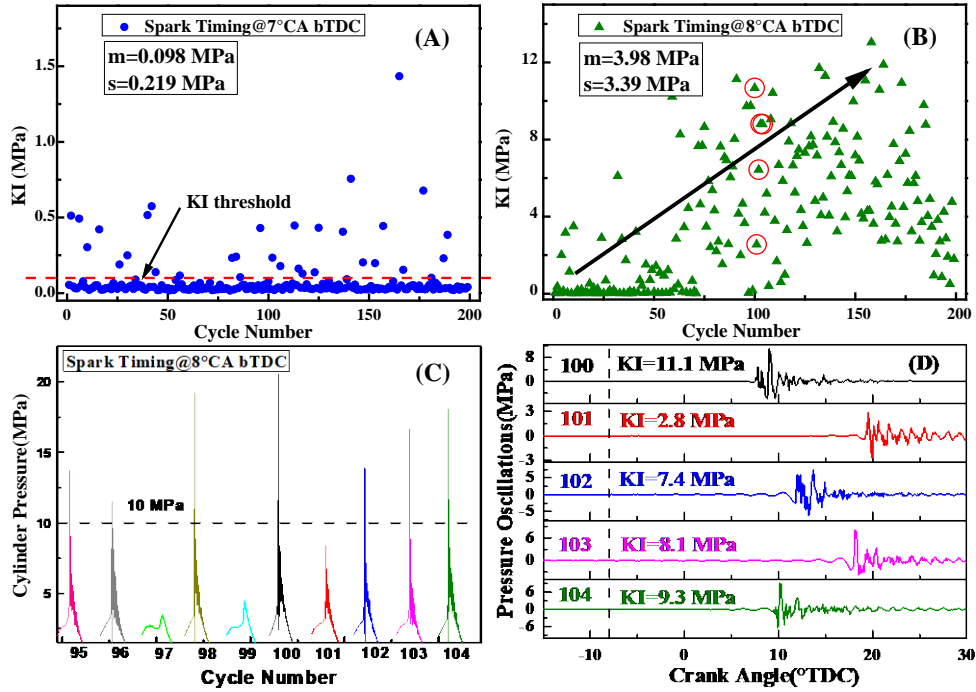 Spark Timing@7°CA bTDC
(A)
m=0.098 MPa
s=0.219 MPa
KI threshold
KI (MPa)
1.5
1.0
0.5
0.0
0
50
100
150
200
Cycle Number
Spark Timing@8°CA bTDC
(B)
m=3.98 MPa
s=3.39 MPa
KI (MPa)
12
8
4
0
0
50
100
150
200
Cycle Number
Spark Timing@8°CA bTDC
(C)
Cylinder Pressure(MPa)
20
15
10
5
10 MPa
95
96
97
98
99
100
101
102
103
104
Cycle Number
(D)
Pressure Oscillations(MPa)
100
KI=11.1 MPa
8
0
101
KI=2.8 MPa
3
0
-3
102
KI=7.4 MPa
5
0
-5
103
KI=8.1 MPa
6
0
104
KI=9.3 MPa
6
0
-6
-10
0
10
20
30
Crank Angle(°TDC)